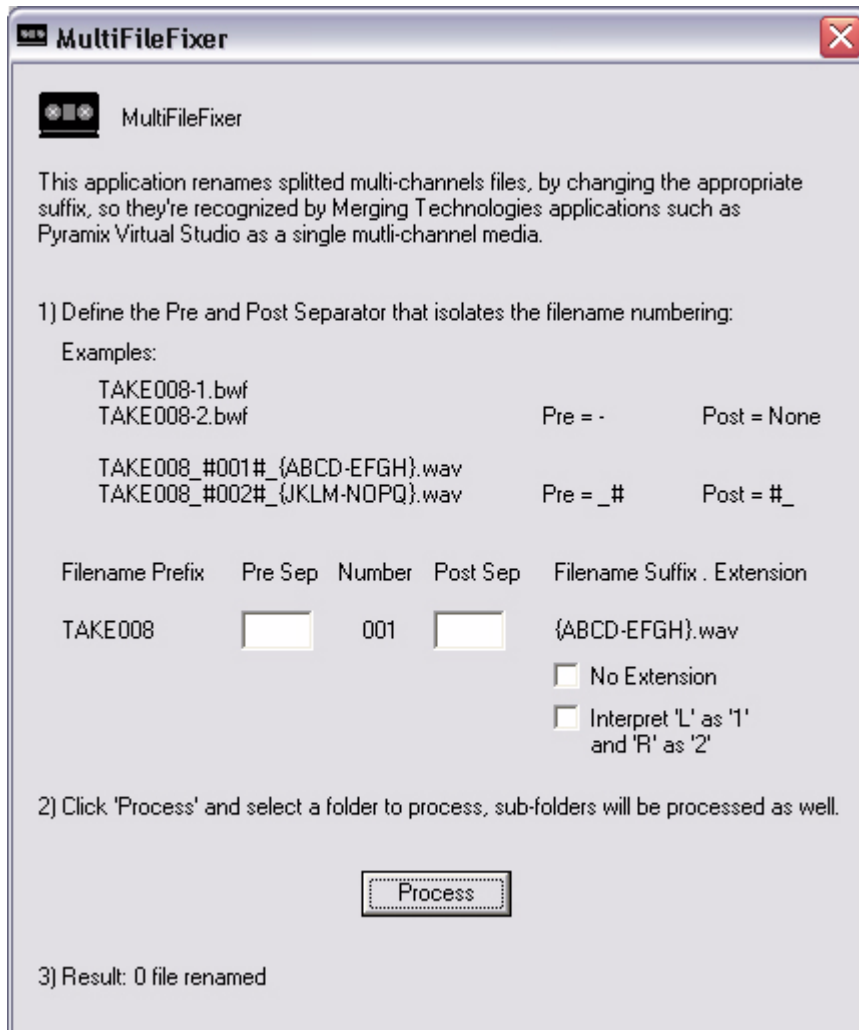 MultiFileFixer
MultiFileFixer
This application renames splitted multi-channels files, by changing the appropriate
suffix, so they're recognized by Merging Technologies applications such as
Pyramix Virtual Studio as a single mutli-channel media.
1) Define the Pre and Post Separator that isolates the filename numbering:
Examples:
TAKE008-1.bwf
TAKE008-2.bwf Pre = - Post = None
TAKE008_#001#_{ABCD-EFGH}.wav
TAKE008_#002#_{JKLM-NOPQ}.wav Pre = _# Post = #_
Filename Prefix Pre Sep Number Post Sep Filename Suffix . Extension
TAKE008 001 {ABCD-EFGH}.wav
No Extension
Interpret 'L' as '1'
and 'R' as '2'
2) Click 'Process' and select a folder to process, sub-folders will be processed as well.
Process
3) Result: 0 file renamed